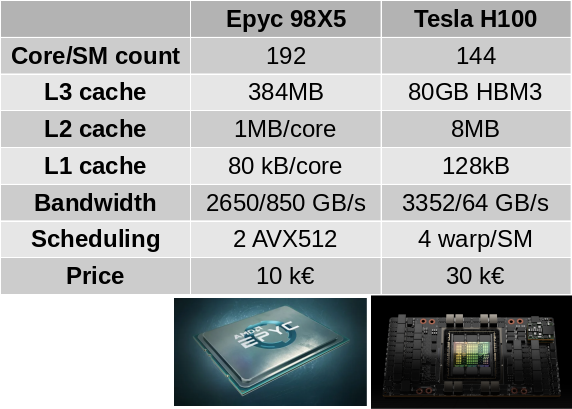 Epyc 98X5 Tesla H100
Core/SM count 192 144
L3 cache 384MB 80GB HBM3
L2 cache 1MB/core 8MB
L1 cache 80 kB/core 128kB
Bandwidth 2650/850 GB/s 3352/64 GB/s
Scheduling 2 AVX512 4 warp/SM
Price 10 k€ 30 k€
AMD
EPYC